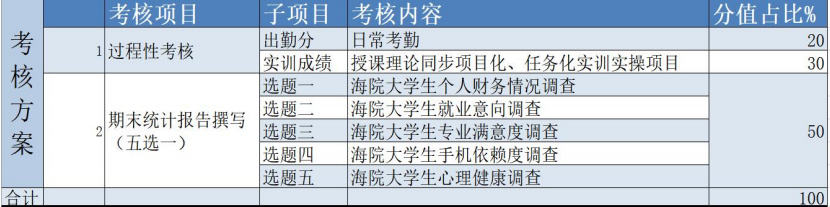 考核项目 子项目 考核内容 分值占比%
考核方案
1 过程性考核 出勤分 日常考勤 20
实训成绩 授课理论同步项目化、任务化实训实操项目 30
2 期末统计报告撰写（五选一） 选题一 海院大学生个人财务情况调查 50
选题二 海院大学生就业意向调查
选题三 海院大学生专业满意度调查
选题四 海院大学生手机依赖度调查
选题五 海院大学生心理健康调查
合计 100